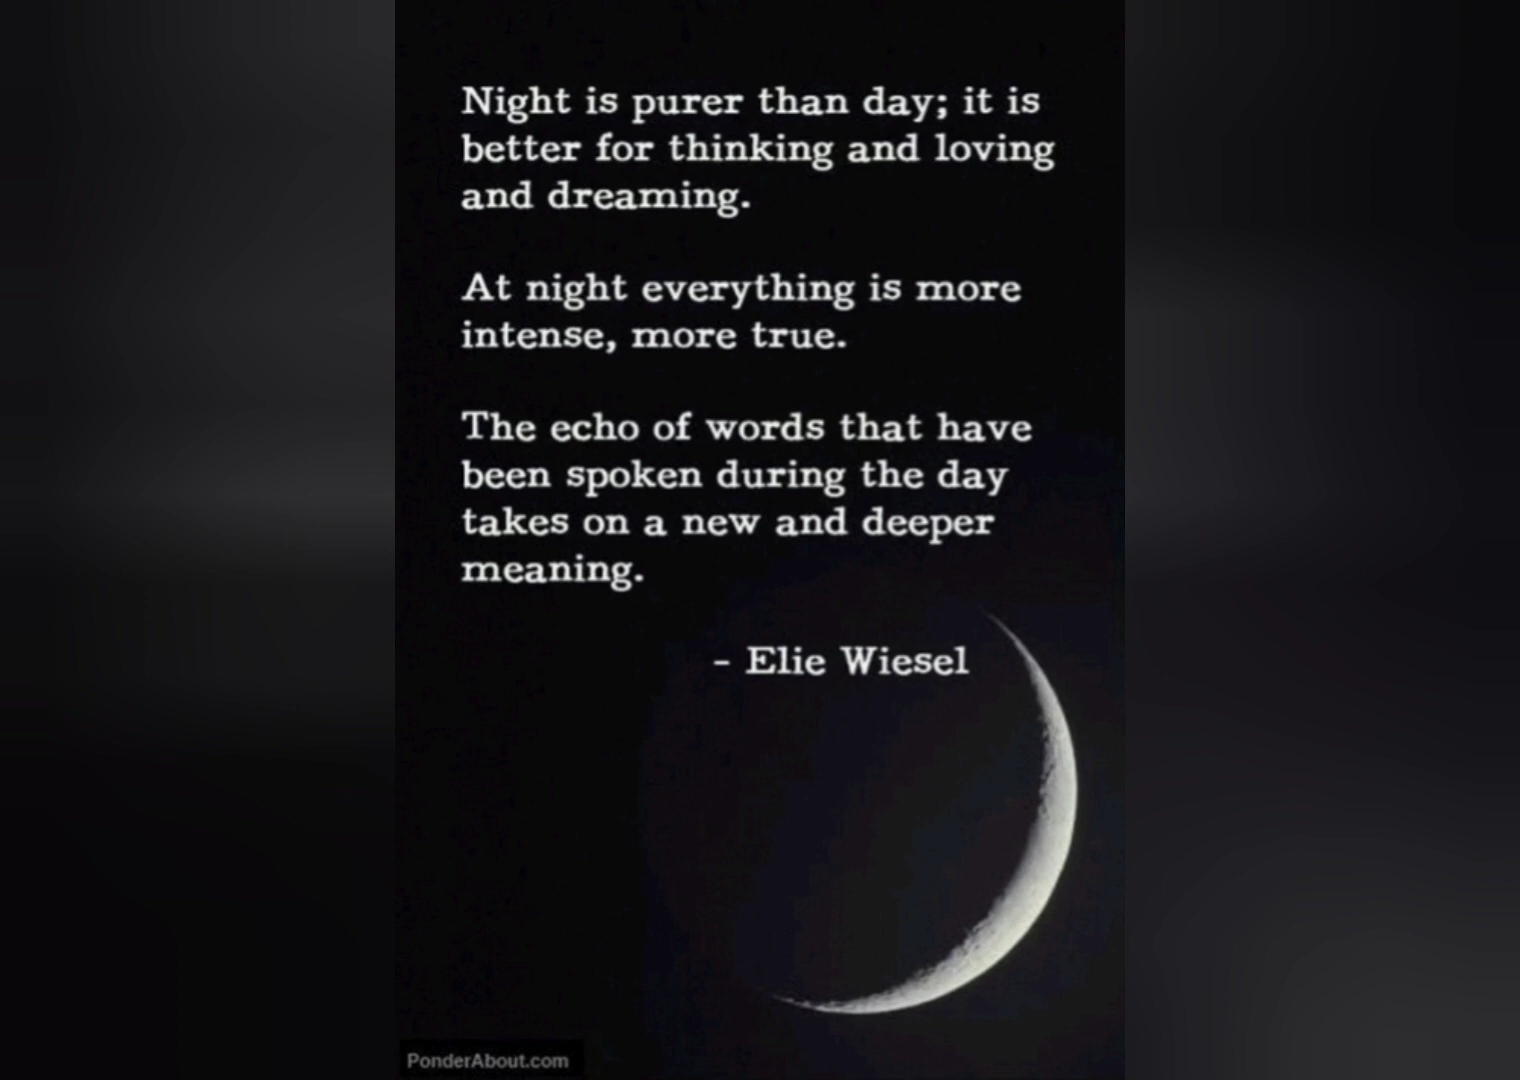 Night is purer than day; it is
better for thinking and loving
and dreaming.
At night everything is more
intense, more true.
The echo of words that have
been spoken during the day
takes on a new and deeper
meaning.
- Elie Wiesel
PonderAbout.com